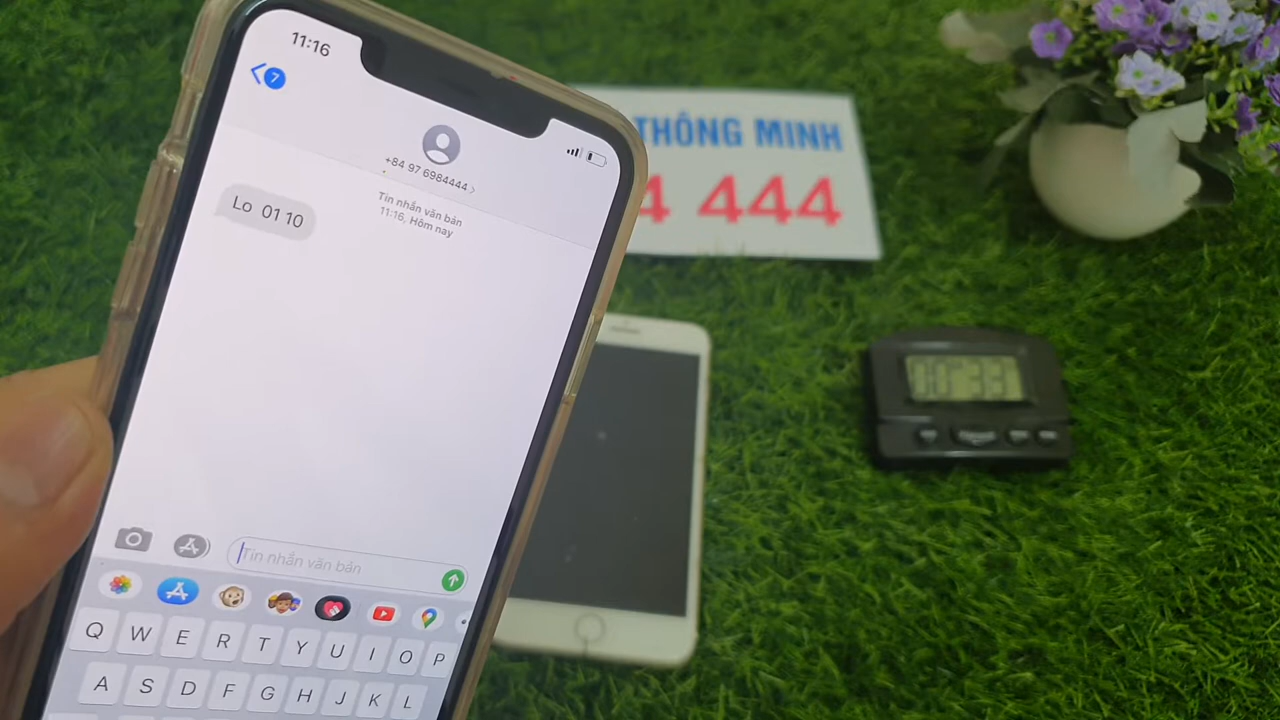 11:16
7
+84 97 6984444
Tin nhắn văn bản
11:16, Hôm nay
Lo 01 10
Tin nhắn văn bản
Q W E R T Y U I O P
A S D F G H J K L
THÔNG MINH
4 444